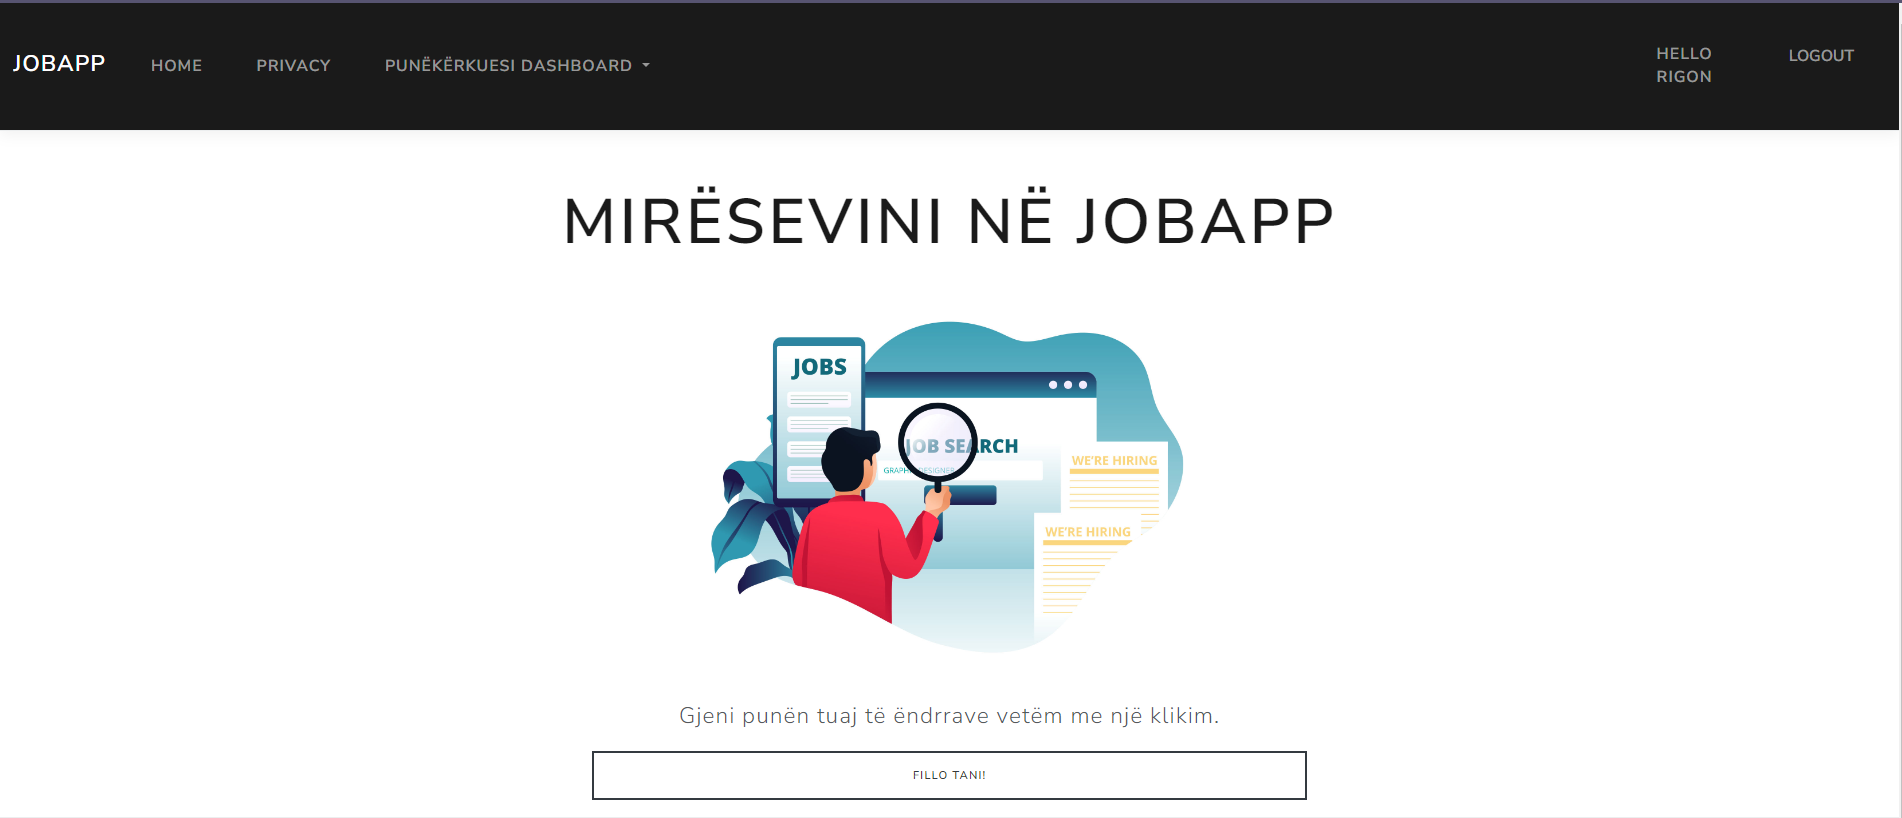 JOBAPP
HOME
PRIVACY
PUNËKËRKUESI DASHBOARD
HELLO
RIGON
LOGOUT
MIRËSEVINI NË JOBAPP
JOBS
JOB SEARCH
GRAPHIC DESIGNER
WE'RE HIRING
WE'RE HIRING
Gjeni punën tuaj të ëndrrave vetëm me një klikim.
FILLO TANI!